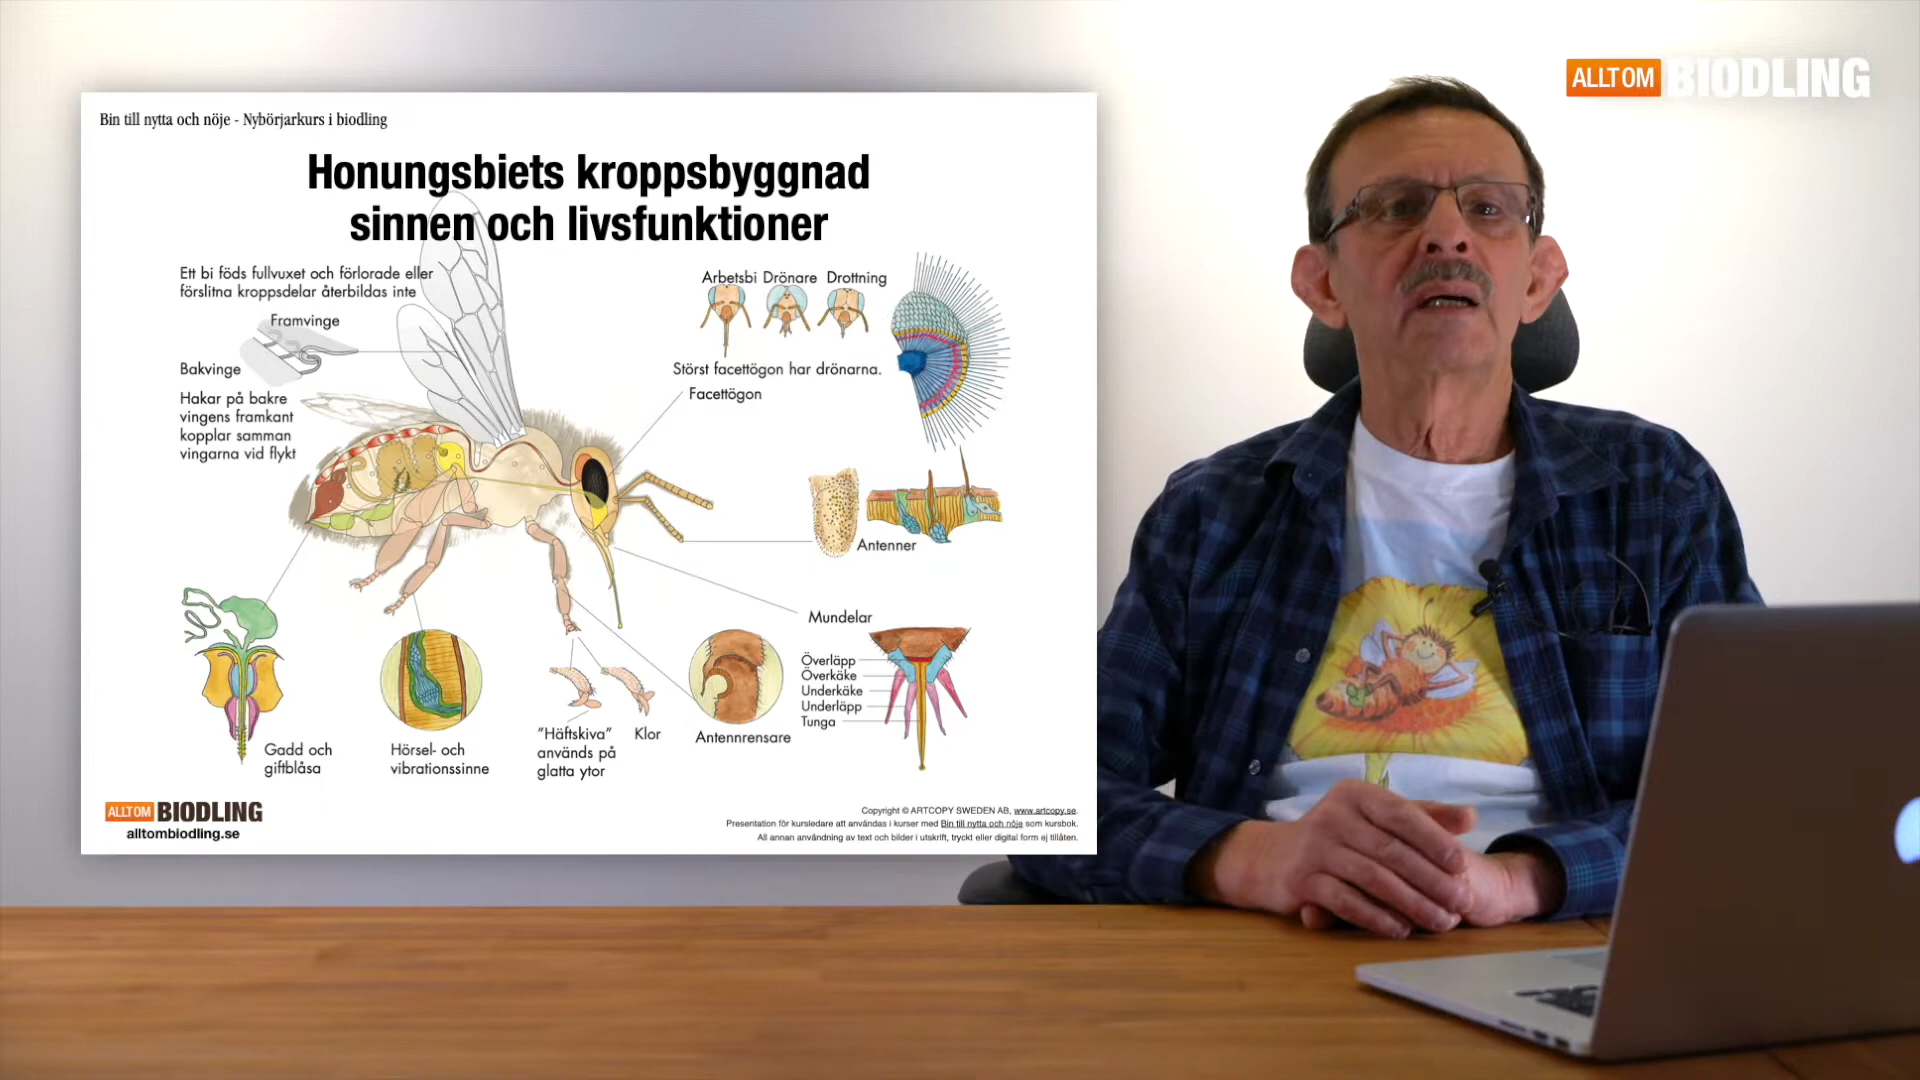 ALLTOM BIODLING
Bin till nytta och nöje - Nybörjarkurs i biodling
Honungsbiets kroppsbyggnad
sinnen och livsfunktioner
Ett bi föds fullvuxet och förlorade eller
förslitna kroppsdelar återbildas inte
Framvinge
Bakvinge
Hakar på bakre
vingens framkant
kopplar samman
vingarna vid flykt
Arbetsbi Drönare Drottning
Störst facettögon har drönarna.
Facettögon
Antenner
Mundelar
Överläpp
Överkäke
Underkäke
Underläpp
Tunga
Gadd och
giftblåsa
Hörsel- och
vibrationssinne
"Häftskiva"
används på
glatta ytor
Klor
Antennrensare
ALLTOM BIODLING
alltombiodling.se
Copyright © ARTCOPY SWEDEN AB, www.artcopy.se.
Presentation för kursledare att användas i kurser med Bin till nytta och nöje som kursbok.
All annan användning av text och bilder i utskrift, tryckt eller digital form ej tillåten.